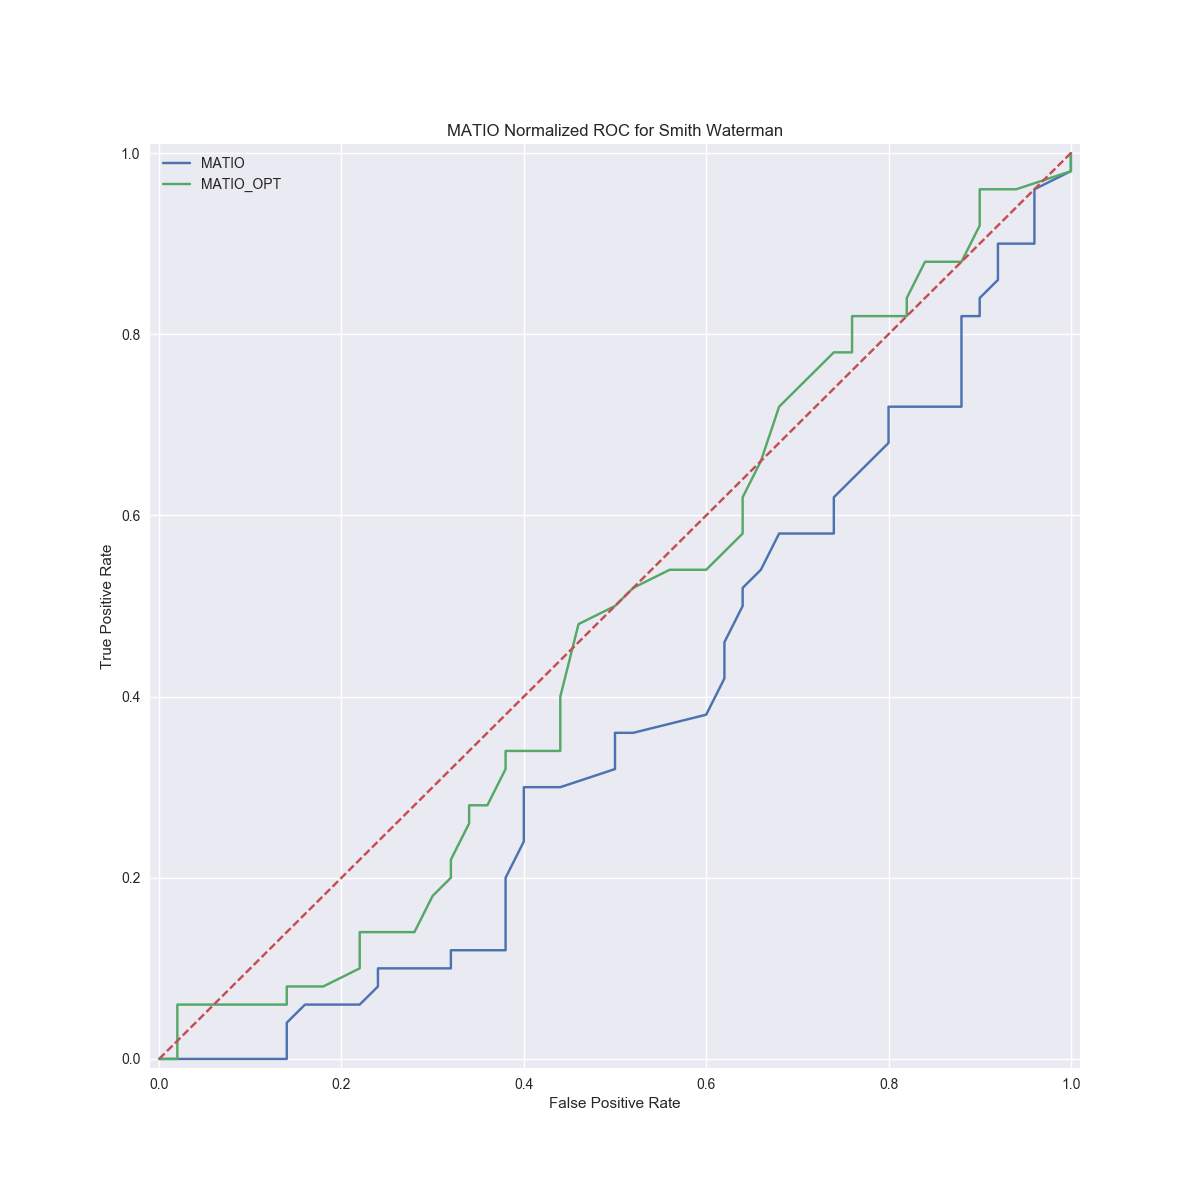 MATIO Normalized ROC for Smith Waterman
MATIO
MATIO_OPT
1.0
0.8
0.6
0.4
0.2
0.0
True Positive Rate
0.0 0.2 0.4 0.6 0.8 1.0
False Positive Rate